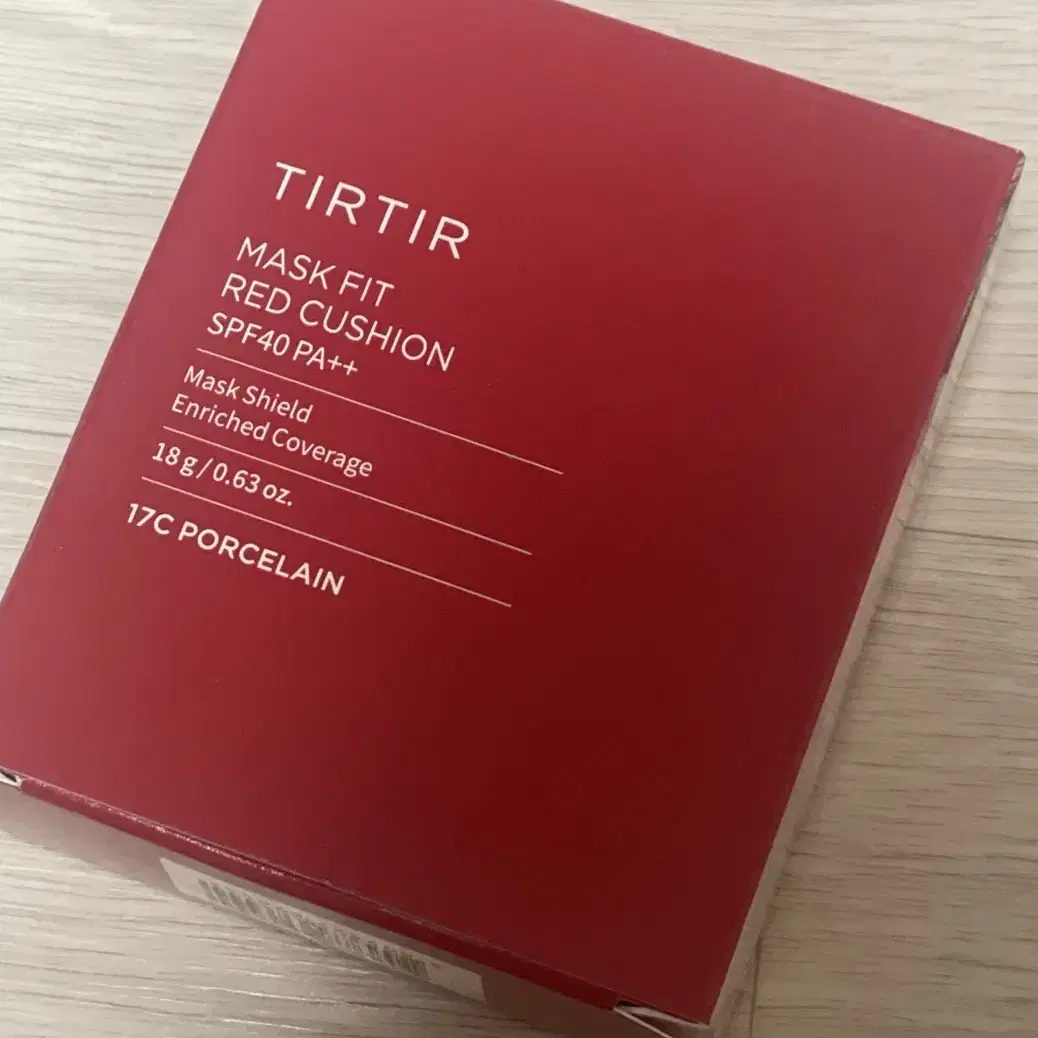 TIRTIR
MASK FIT
RED CUSHION
SPF40 PA++
Mask Shield
Enriched Coverage
18 g / 0.63 oz.
17C PORCELAIN